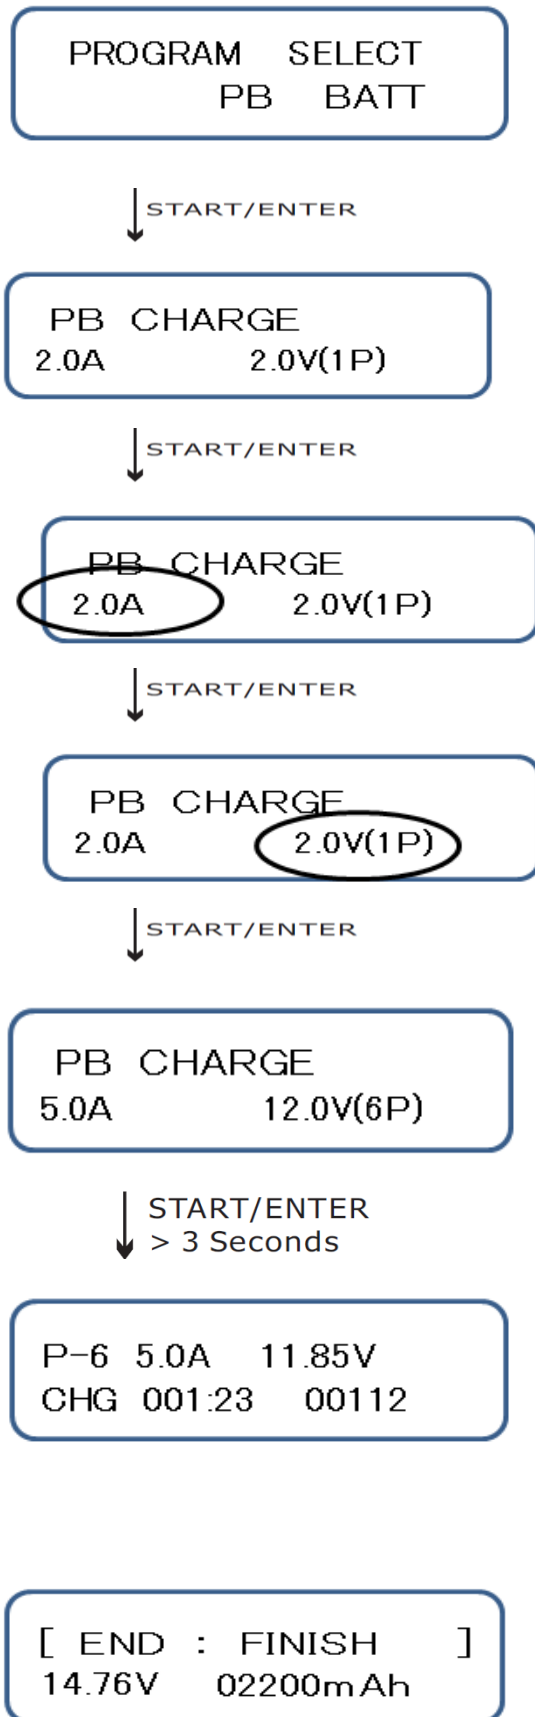 PROGRAM SELECT
PB BATT
START/ENTER
PB CHARGE
2.0A 2.0V(1P)
START/ENTER
PB CHARGE
2.0A 2.0V(1P)
START/ENTER
PB CHARGE
2.0A 2.0V(1P)
START/ENTER
PB CHARGE
5.0A 12.0V(6P)
START/ENTER
> 3 Seconds
P-6 5.0A 11.85V
CHG 001:23 00112
[ END : FINISH ]
14.76V 02200mAh